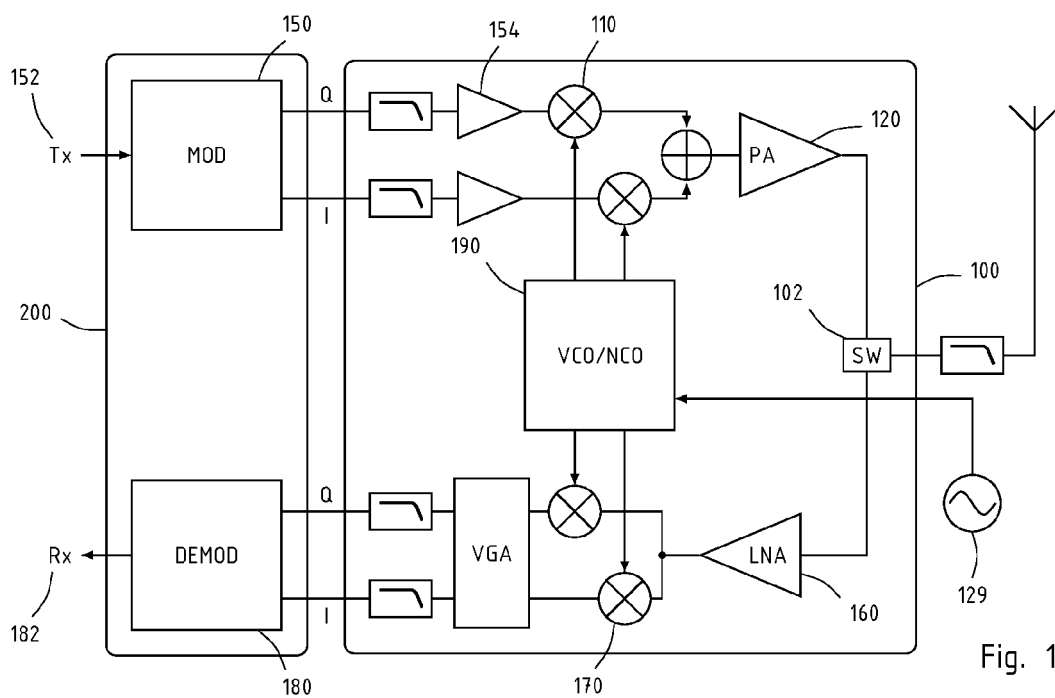 150
154
110
152
Q
120
Tx
MOD
PA
I
190
100
102
200
VCO/NCO
SW
Q
Rx
DEMOD
VGA
LNA
I
182
180
170
160
129
Fig. 1